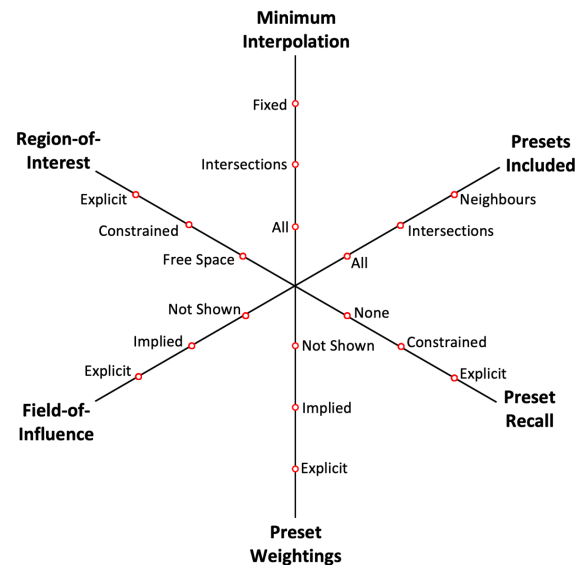 Minimum
Interpolation
Fixed
Region-of-
Interest
Presets
Included
Intersections
Explicit
Neighbours
Constrained
All
Intersections
Free Space
All
Not Shown
None
Implied
Not Shown
Constrained
Explicit
Explicit
Field-of-
Influence
Preset
Recall
Implied
Explicit
Preset
Weightings